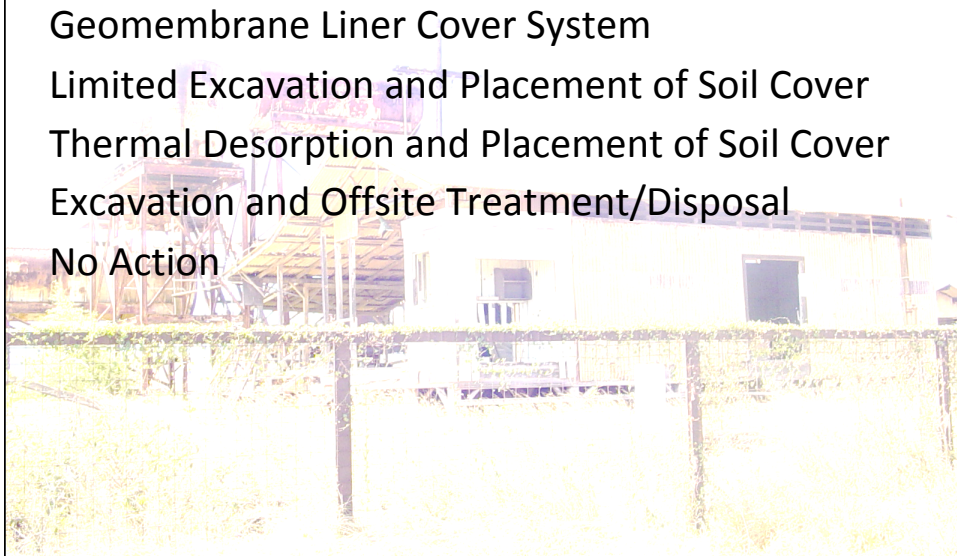 Geomembrane Liner Cover System
Limited Excavation and Placement of Soil Cover
Thermal Desorption and Placement of Soil Cover
Excavation and Offsite Treatment/Disposal
No Action